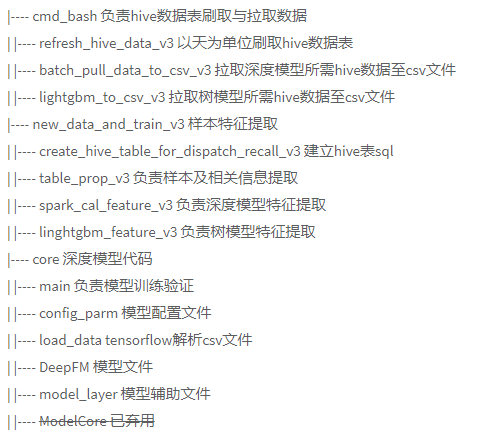 |---- cmd_bash 负责hive数据表刷取与拉取数据
| |---- refresh_hive_data_v3 以天为单位刷取hive数据表
| |---- batch_pull_data_to_csv_v3 拉取深度模型所需hive数据至csv文件
| |---- lightgbm_to_csv_v3 拉取树模型所需hive数据至csv文件
|---- new_data_and_train_v3 样本特征提取
| |---- create_hive_table_for_dispatch_recall_v3 建立hive表sql
| |---- table_prop_v3 负责样本及相关信息提取
| |---- spark_cal_feature_v3 负责深度模型特征提取
| |---- linghtgbm_feature_v3 负责树模型特征提取
|---- core 深度模型代码
| |---- main 负责模型训练验证
| |---- config_parm 模型配置文件
| |---- load_data tensorflow解析csv文件
| |---- DeepFM 模型文件
| |---- model_layer 模型辅助文件
| |---- ModelCore 已弃用